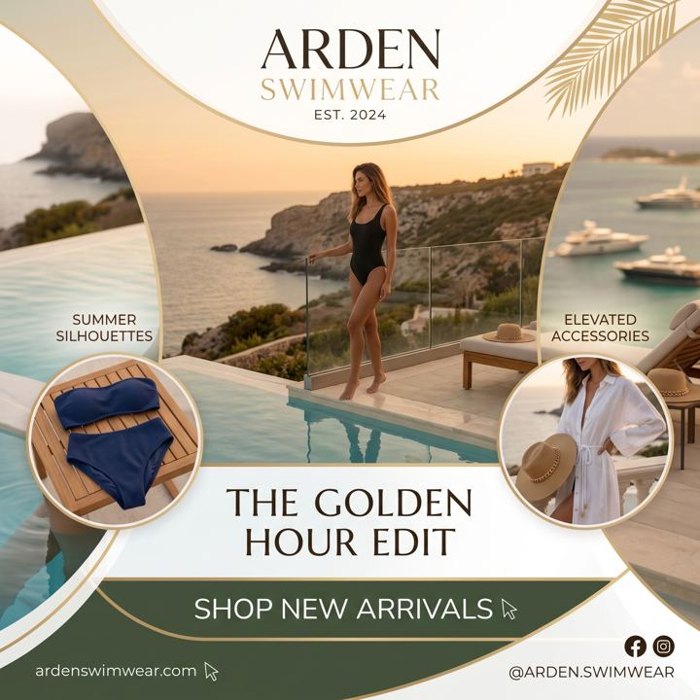 ARDEN
SWIMWEAR
EST. 2024
SUMMER
SILHOUETTES
ELEVATED
ACCESSORIES
THE GOLDEN
HOUR EDIT
SHOP NEW ARRIVALS
ardenswimwear.com
@ARDEN.SWIMWEAR